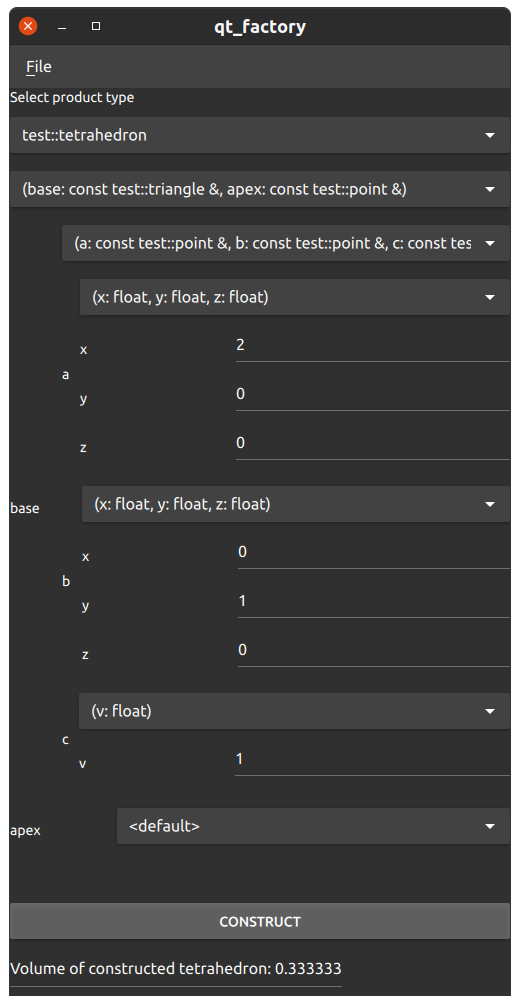 qt_factory
File
Select product type
test::tetrahedron
(base: const test::triangle &, apex: const test::point &)
(a: const test::point &, b: const test::point &, c: const tes
(x: float, y: float, z: float)
x 2
a
y 0
z 0
base (x: float, y: float, z: float)
x 0
b
y 1
z 0
(v: float)
c
v 1
apex <default>
CONSTRUCT
Volume of constructed tetrahedron: 0.333333